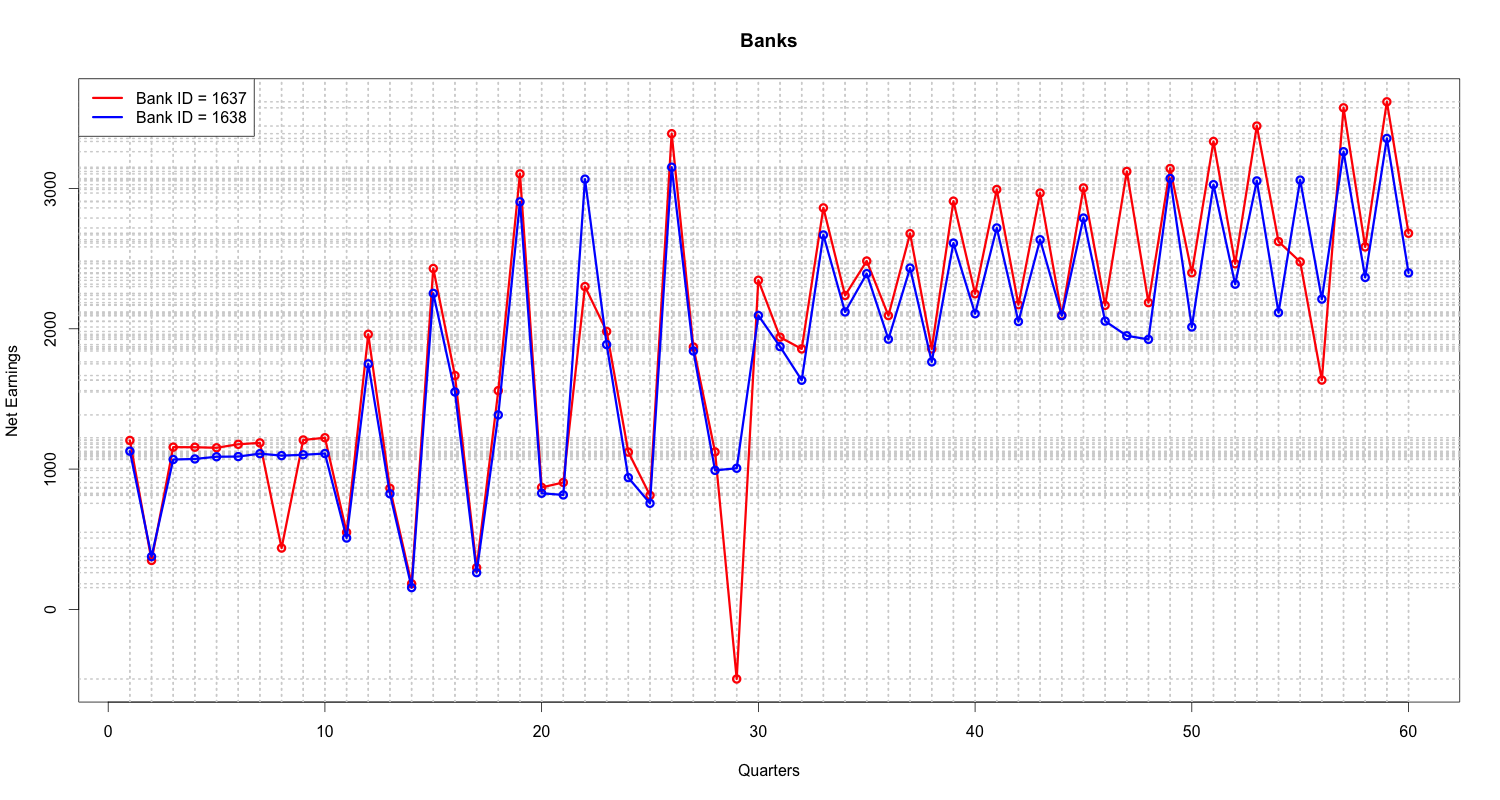 Banks
Bank ID = 1637
Bank ID = 1638
Net Earnings
3000
2000
1000
0
0 10 20 30 40 50 60
Quarters